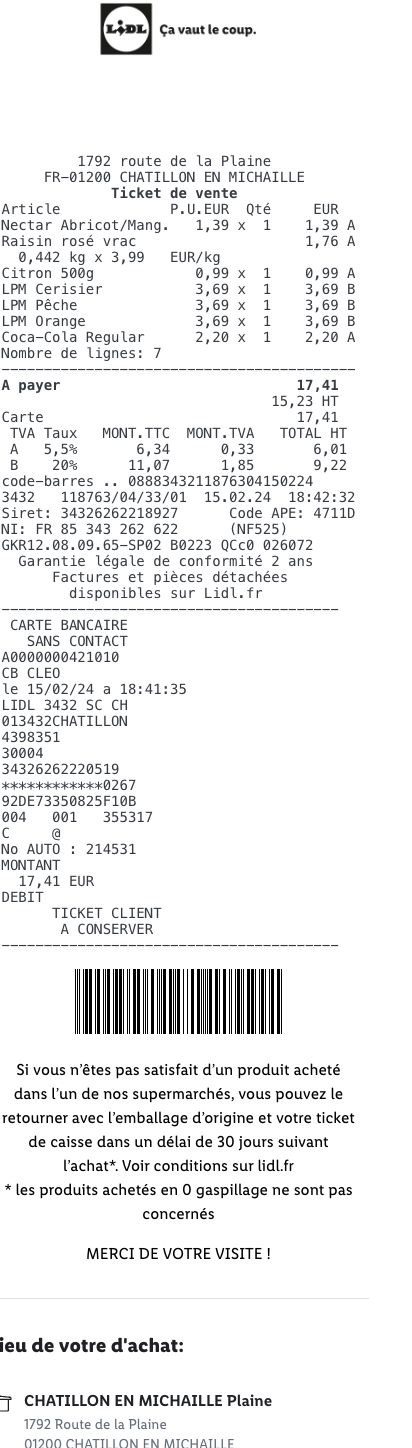 LIDL Ça vaut le coup.
1792 route de la Plaine
FR-01200 CHATILLON EN MICHAILLE
Ticket de vente
Article P.U.EUR Qté EUR
Nectar Abricot/Mang. 1,39 x 1 1,39 A
Raisin rosé vrac 1,76 A
0,442 kg x 3,99 EUR/kg
Citron 500g 0,99 x 1 0,99 A
LPM Cerisier 3,69 x 1 3,69 B
LPM Pêche 3,69 x 1 3,69 B
LPM Orange 3,69 x 1 3,69 B
Coca-Cola Regular 2,20 x 1 2,20 A
Nombre de lignes: 7
A payer 17,41
15,23 HT
Carte 17,41
TVA Taux MONT.TTC MONT.TVA TOTAL HT
A 5,5% 6,34 0,33 6,01
B 20% 11,07 1,85 9,22
code-barres .. 0888343211876304150224
3432 118763/04/33/01 15.02.24 18:42:32
Siret: 34326262218927 Code APE: 4711D
NI: FR 85 343 262 622 (NF525)
GKR12.08.09.65-SP02 B0223 QCc0 026072
Garantie légale de conformité 2 ans
Factures et pièces détachées
disponibles sur Lidl.fr
CARTE BANCAIRE
SANS CONTACT
A0000000421010
CB CLEO
le 15/02/24 a 18:41:35
LIDL 3432 SC CH
013432CHATILLON
4398351
30004
34326262220519
************0267
92DE73350825F10B
004 001 355317
C @
No AUTO : 214531
MONTANT
17,41 EUR
DEBIT
TICKET CLIENT
A CONSERVER
Si vous n'êtes pas satisfait d'un produit acheté
dans l'un de nos supermarchés, vous pouvez le
retourner avec l'emballage d'origine et votre ticket
de caisse dans un délai de 30 jours suivant
l'achat*. Voir conditions sur lidl.fr
* les produits achetés en 0 gaspillage ne sont pas
concernés
MERCI DE VOTRE VISITE !
ieu de votre d'achat:
CHATILLON EN MICHAILLE Plaine
1792 Route de la Plaine
01200 CHATILLON EN MICHAILLE